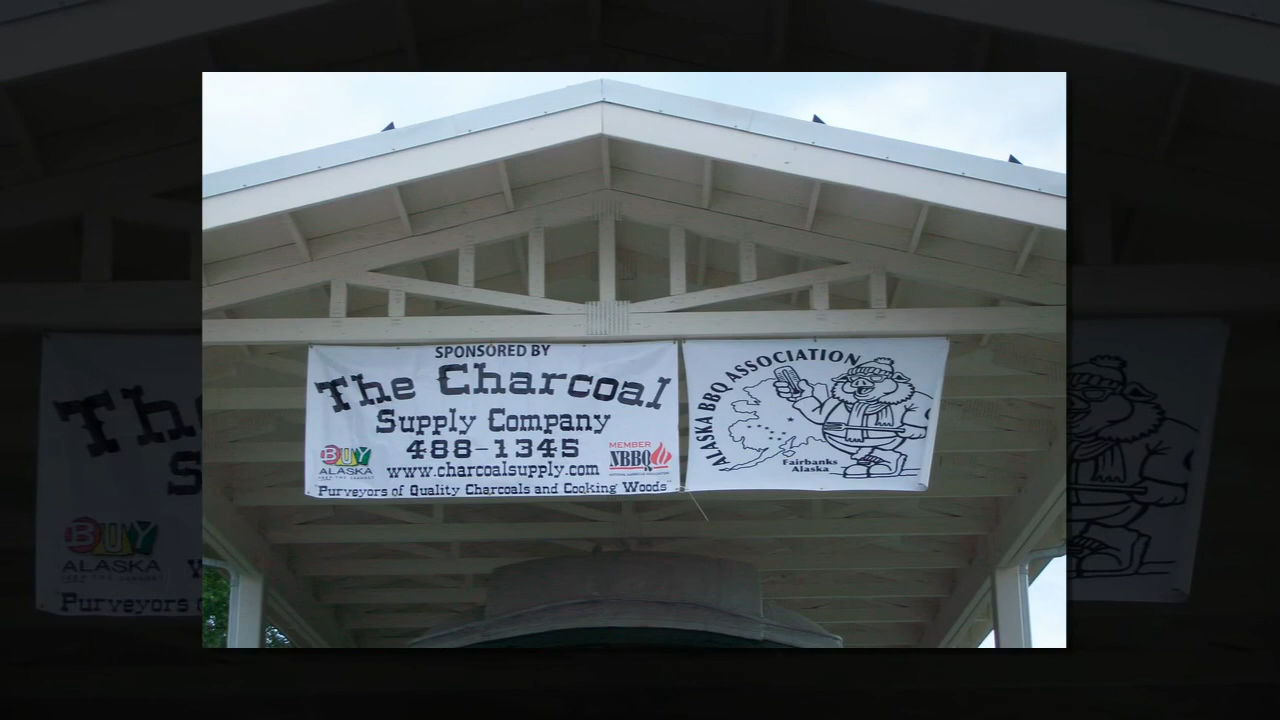 SPONSORED BY
The Charcoal
Supply Company
488-1345
www.charcoalsupply.com
"Purveyors of Quality Charcoals and Cooking Woods"
BUY
ALASKA
MEMBER
NBBQ
ALASKA BBQ ASSOCIATION
Fairbanks
Alaska